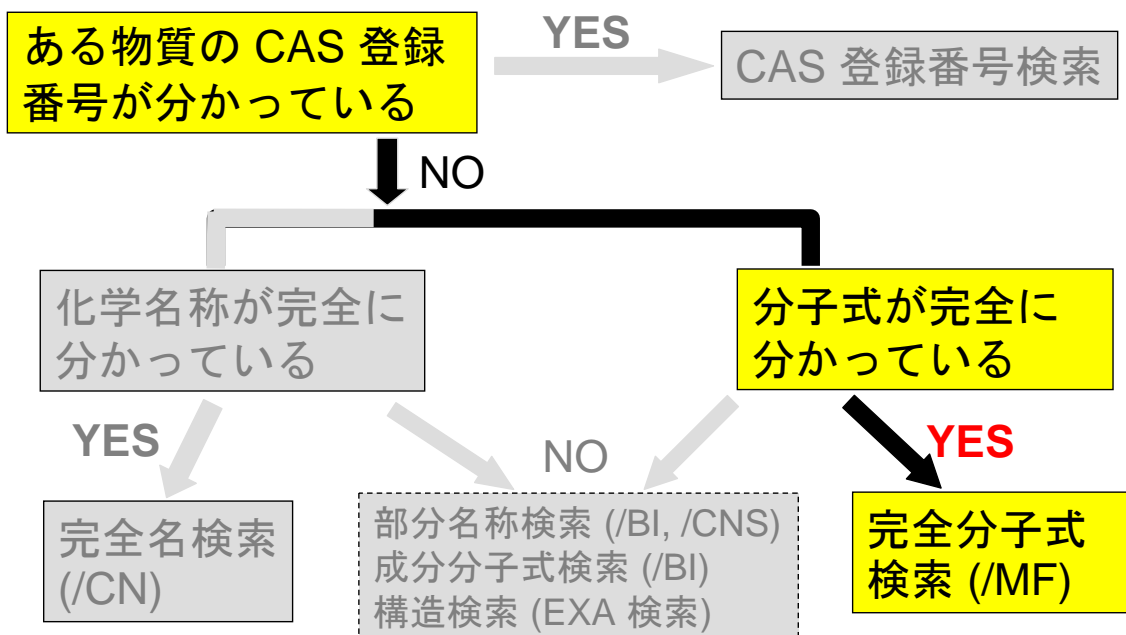 ある物質の CAS 登録
番号が分かっている
YES
CAS 登録番号検索
NO
化学名称が完全に
分かっている
分子式が完全に
分かっている
YES
NO
YES
完全名検索
(/CN)
部分名称検索 (/BI, /CNS)
成分分子式検索 (/BI)
構造検索 (EXA 検索)
完全分子式
検索 (/MF)